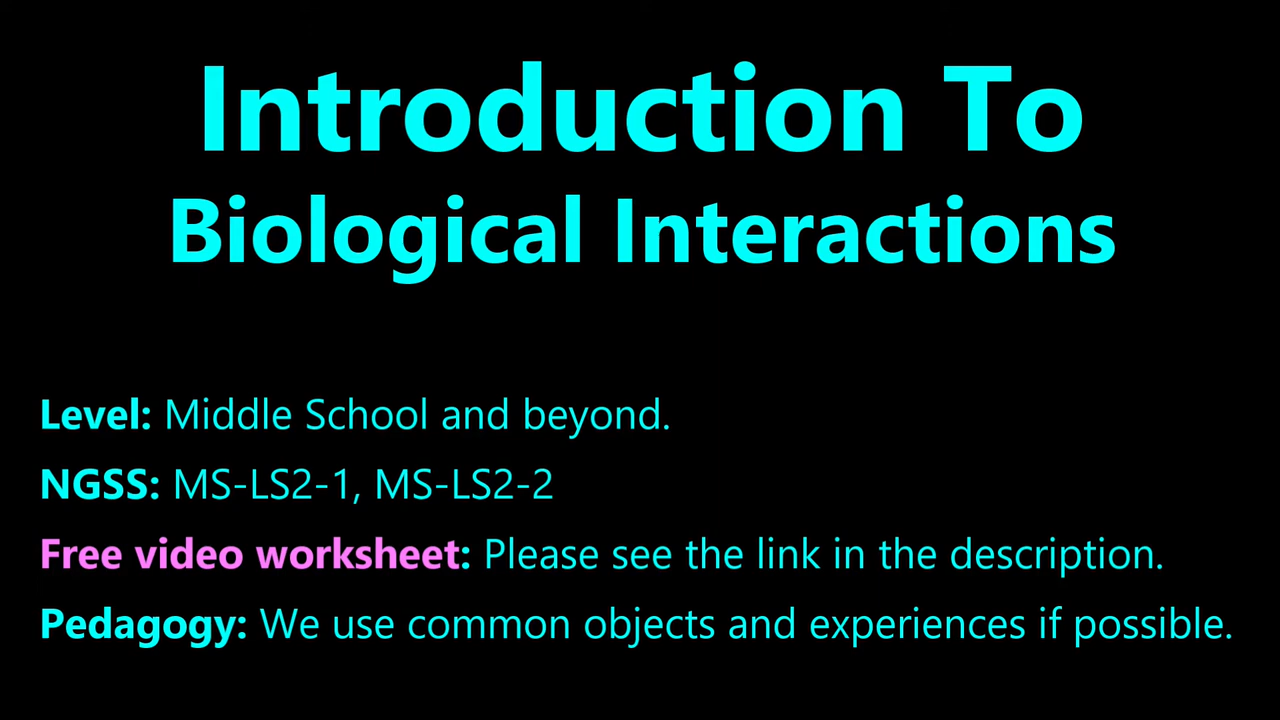 Introduction To
Biological Interactions
Level: Middle School and beyond.
NGSS: MS-LS2-1, MS-LS2-2
Free video worksheet: Please see the link in the description.
Pedagogy: We use common objects and experiences if possible.